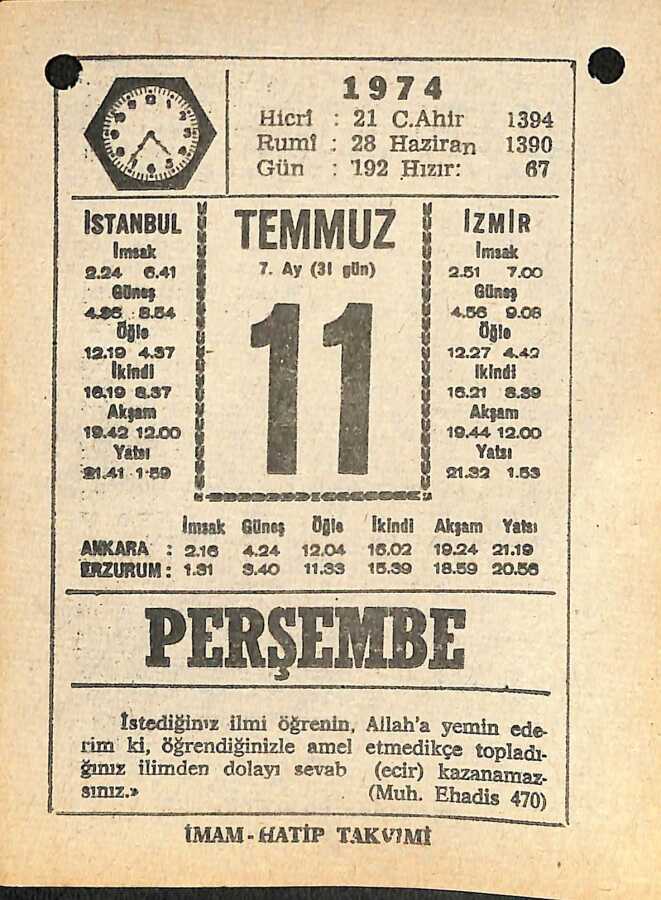 1974
Hicrî : 21 C.Ahir 1394
Rumî : 28 Haziran 1390
Gün : 192 Hızır: 67
İSTANBUL
İmsak
2.24 6.41
Güneş
4.35 8.54
Öğle
12.19 4.37
İkindi
16.19 8.37
Akşam
19.42 12.00
Yatsı
21.41 1.59
TEMMUZ
7. Ay (31 gün)
11
İZMİR
İmsak
2.51 7.00
Güneş
4.56 9.08
Öğle
12.27 4.42
İkindi
16.21 8.39
Akşam
19.44 12.00
Yatsı
21.32 1.53
İmsak Güneş Öğle İkindi Akşam Yatsı
ANKARA : 2.16 4.24 12.04 16.02 19.24 21.19
ERZURUM : 1.31 3.40 11.33 15.39 18.59 20.56
PERŞEMBE
İstediğiniz ilmi öğrenin, Allah'a yemin ede-
rim ki, öğrendiğinizle amel etmedikçe topladı-
ğınız ilimden dolayı sevab (ecir) kazanamaz-
sınız.»
(Muh. Ehadis 470)
İMAM - HATİP TAKVİMİ